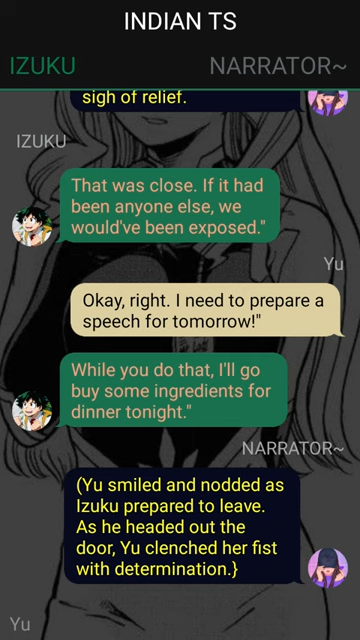 INDIAN TS
IZUKU NARRATOR~
sigh of relief.
IZUKU
That was close. If it had
been anyone else, we
would've been exposed."
Yu
Okay, right. I need to prepare a
speech for tomorrow!"
While you do that, I'll go
buy some ingredients for
dinner tonight."
NARRATOR~
(Yu smiled and nodded as
Izuku prepared to leave.
As he headed out the
door, Yu clenched her fist
with determination.}
Yu